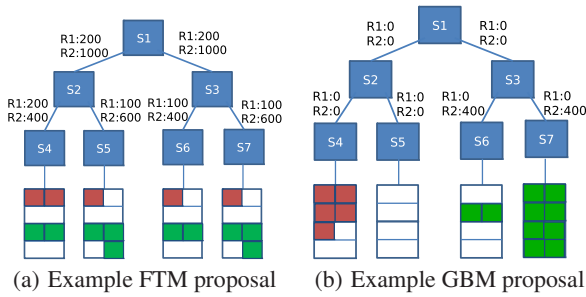 R1:200
R2:1000
S1
R1:200
R2:1000
R1:200
R2:400
S2
R1:100
R2:600
R1:100
R2:400
S3
R1:100
R2:600
S4
S5
S6
S7
(a) Example FTM proposal
R1:0
R2:0
S1
R1:0
R2:0
R1:0
R2:0
S2
R1:0
R2:0
R1:0
R2:400
S3
R1:0
R2:400
S4
S5
S6
S7
(b) Example GBM proposal